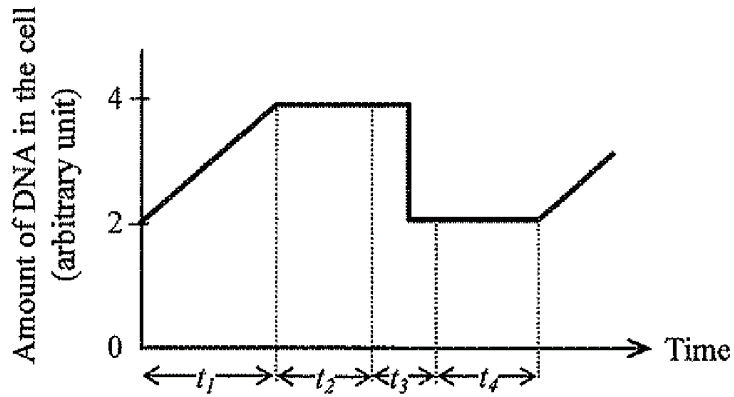 Amount of DNA in the cell
(arbitrary unit)
4
2
0
Time
t1 t2 t3 t4